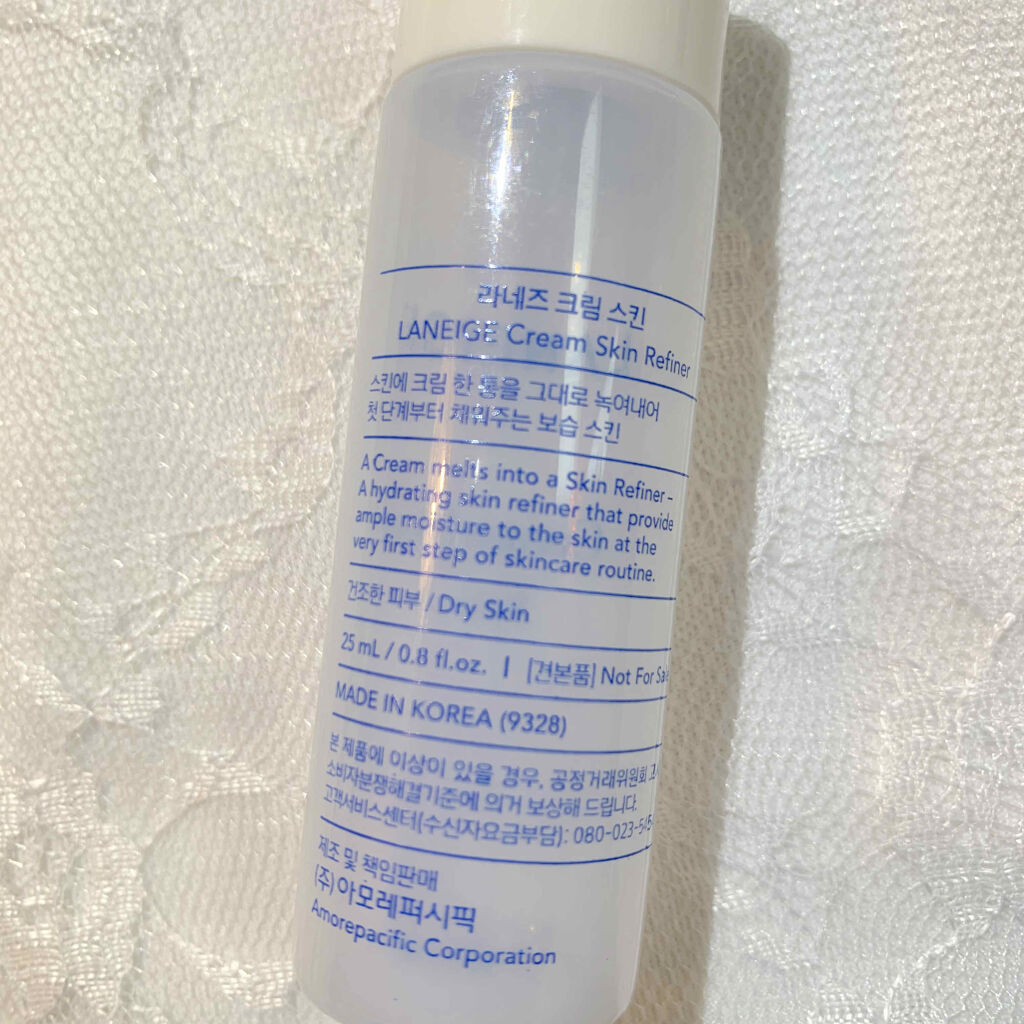 라네즈 크림 스킨
LANEIGE Cream Skin Refiner
스킨에 크림 한 통을 그대로 녹여내어
첫 단계부터 채워주는 보습 스킨
A Cream melts into a Skin Refiner –
A hydrating skin refiner that provide
ample moisture to the skin at the
very first step of skincare routine.
건조한 피부 / Dry Skin
25 mL / 0.8 fl.oz. | [견본품] Not For Sale
MADE IN KOREA (9328)
본 제품에 이상이 있을 경우, 공정거래위원회 고시
소비자분쟁해결기준에 의거 보상해 드립니다.
고객서비스센터(수신자요금부담): 080-023-545
제조 및 책임판매
(주)아모레퍼시픽
Amorepacific Corporation